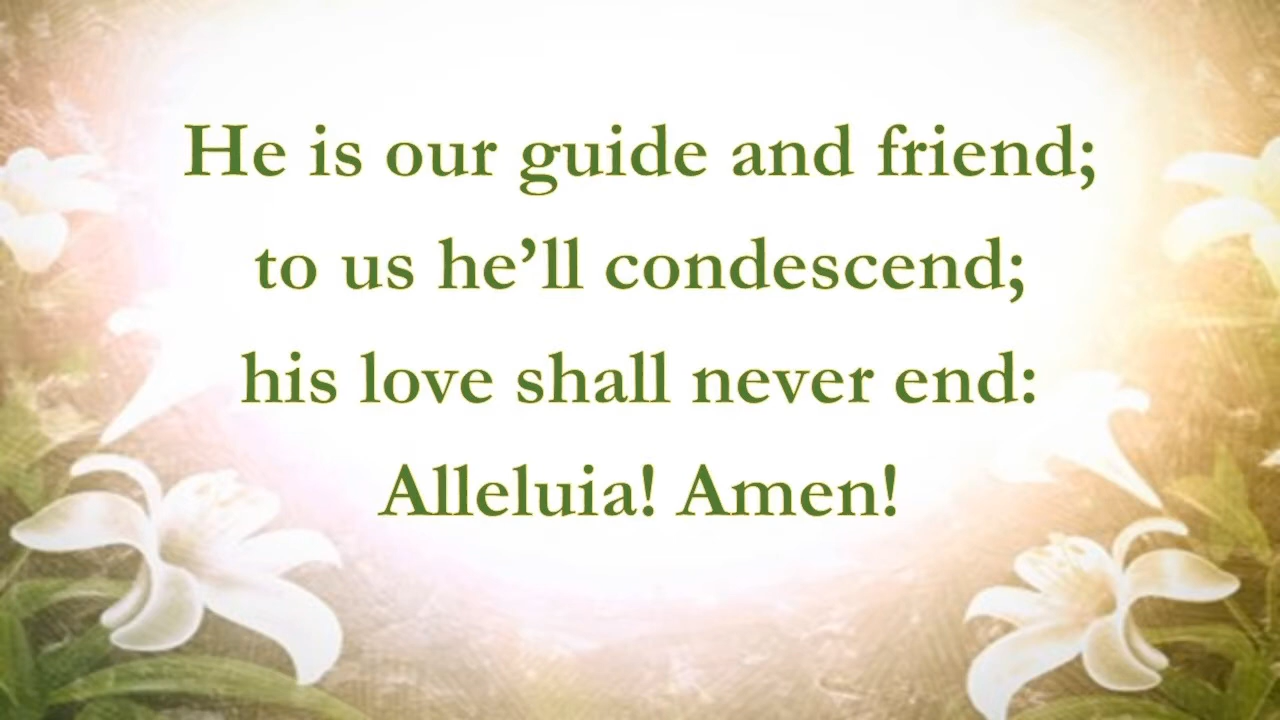 He is our guide and friend;
to us he’ll condescend;
his love shall never end:
Alleluia! Amen!